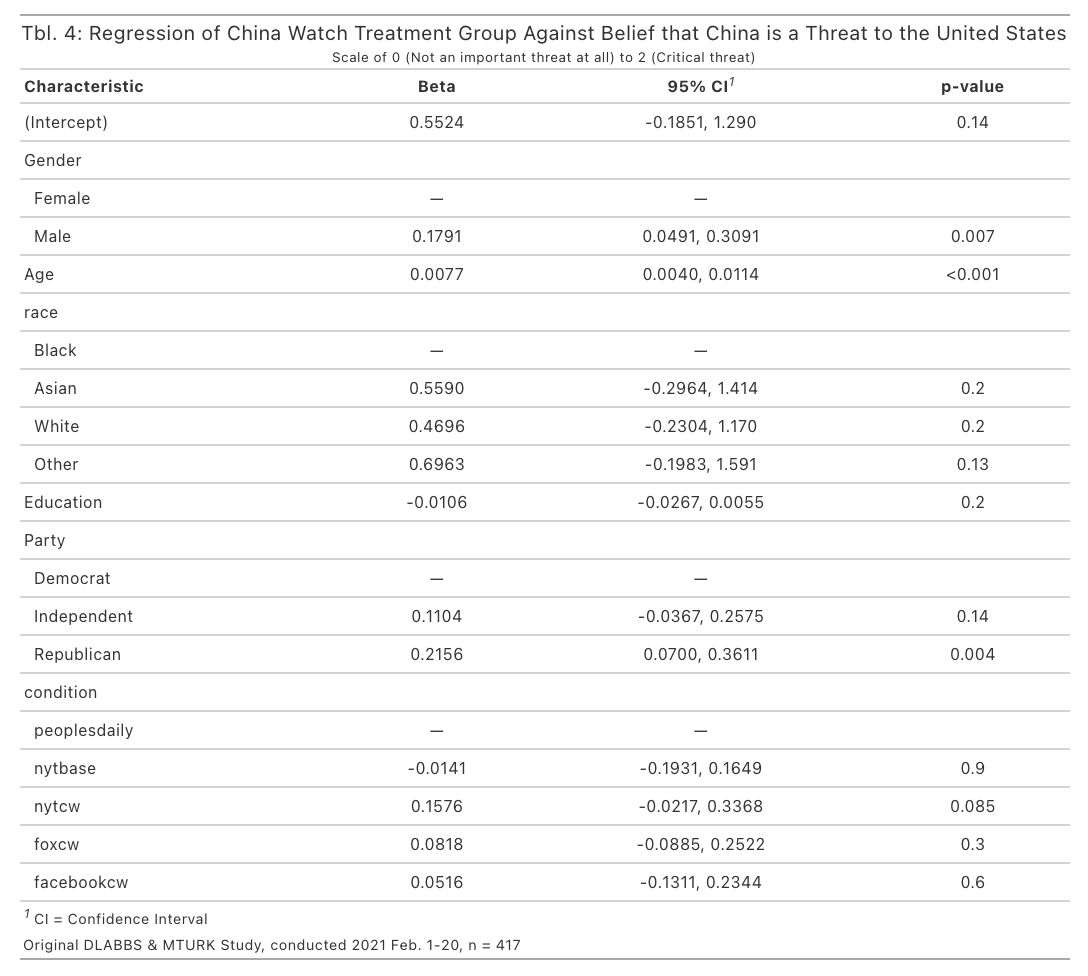 Tbl. 4: Regression of China Watch Treatment Group Against Belief that China is a Threat to the United States
Scale of 0 (Not an important threat at all) to 2 (Critical threat)
Characteristic Beta 95% CI1 p-value
(Intercept) 0.5524 -0.1851, 1.290 0.14
Gender
Female — —
Male 0.1791 0.0491, 0.3091 0.007
Age 0.0077 0.0040, 0.0114 <0.001
race
Black — —
Asian 0.5590 -0.2964, 1.414 0.2
White 0.4696 -0.2304, 1.170 0.2
Other 0.6963 -0.1983, 1.591 0.13
Education -0.0106 -0.0267, 0.0055 0.2
Party
Democrat — —
Independent 0.1104 -0.0367, 0.2575 0.14
Republican 0.2156 0.0700, 0.3611 0.004
condition
peoplesdaily — —
nytbase -0.0141 -0.1931, 0.1649 0.9
nytcw 0.1576 -0.0217, 0.3368 0.085
foxcw 0.0818 -0.0885, 0.2522 0.3
facebookcw 0.0516 -0.1311, 0.2344 0.6
1 CI = Confidence Interval
Original DLABBS & MTURK Study, conducted 2021 Feb. 1-20, n = 417